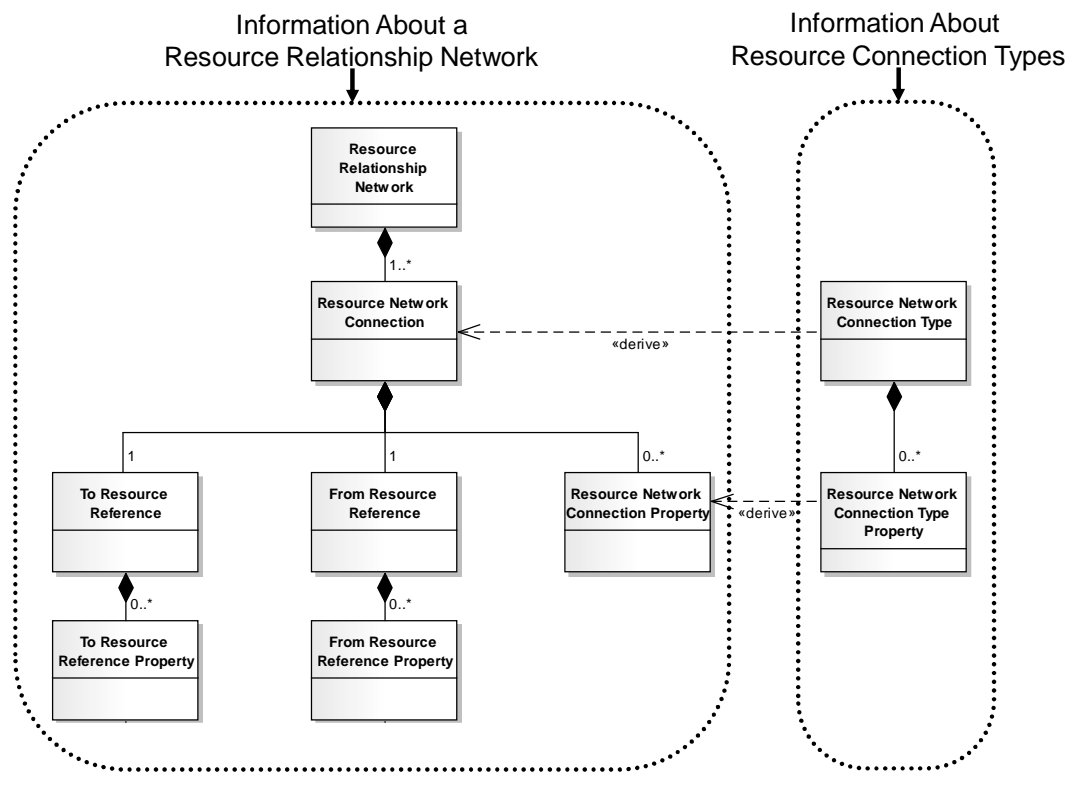 Information About a
Resource Relationship Network
Information About
Resource Connection Types
Resource
Relationship
Network
1..*
Resource Network
Connection
«derive»
Resource Network
Connection Type
1
1
0..*
0..*
To Resource
Reference
From Resource
Reference
Resource Network
Connection Property
«derive»
Resource Network
Connection Type
Property
0..*
0..*
To Resource
Reference Property
From Resource
Reference Property